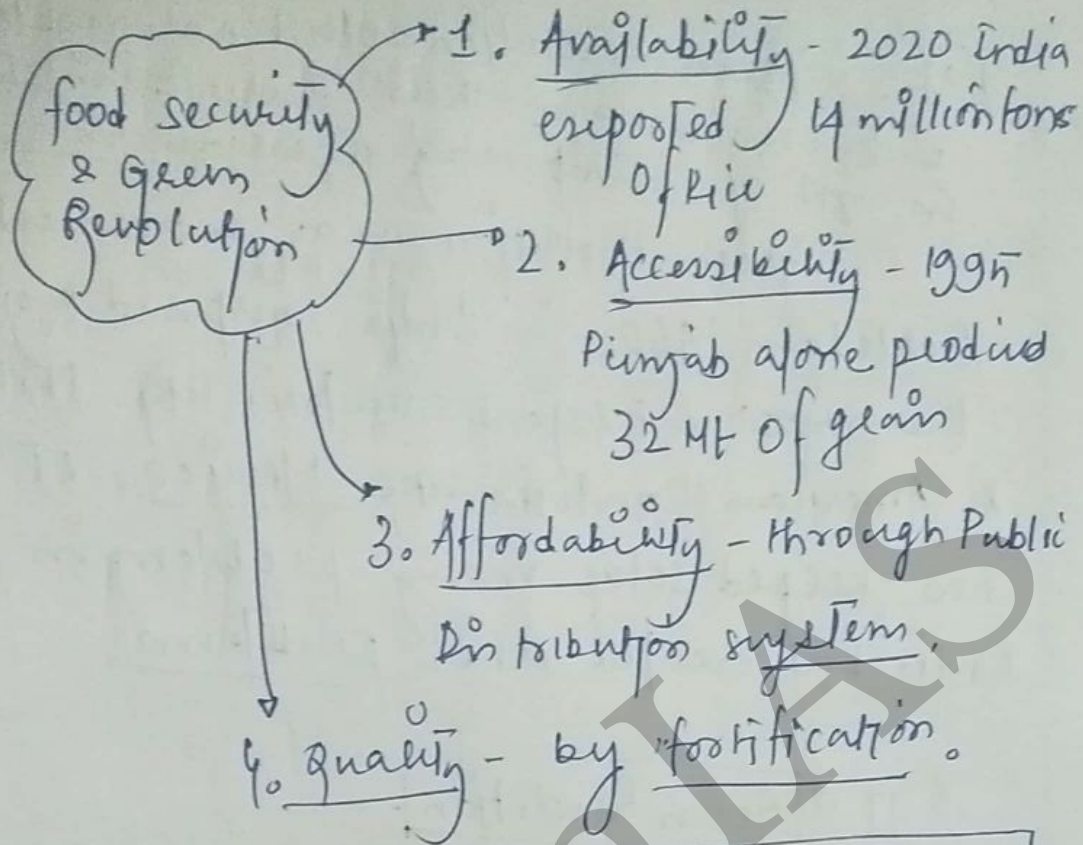 food security
& Green
Revolution
1. Availability - 2020 India
exported 14 million tons
of Rice
2. Accessibility - 1995
Punjab alone produced
32 Mt of grain
3. Affordability - through Public
Distribution system.
4. Quality - by fortification.
IAS